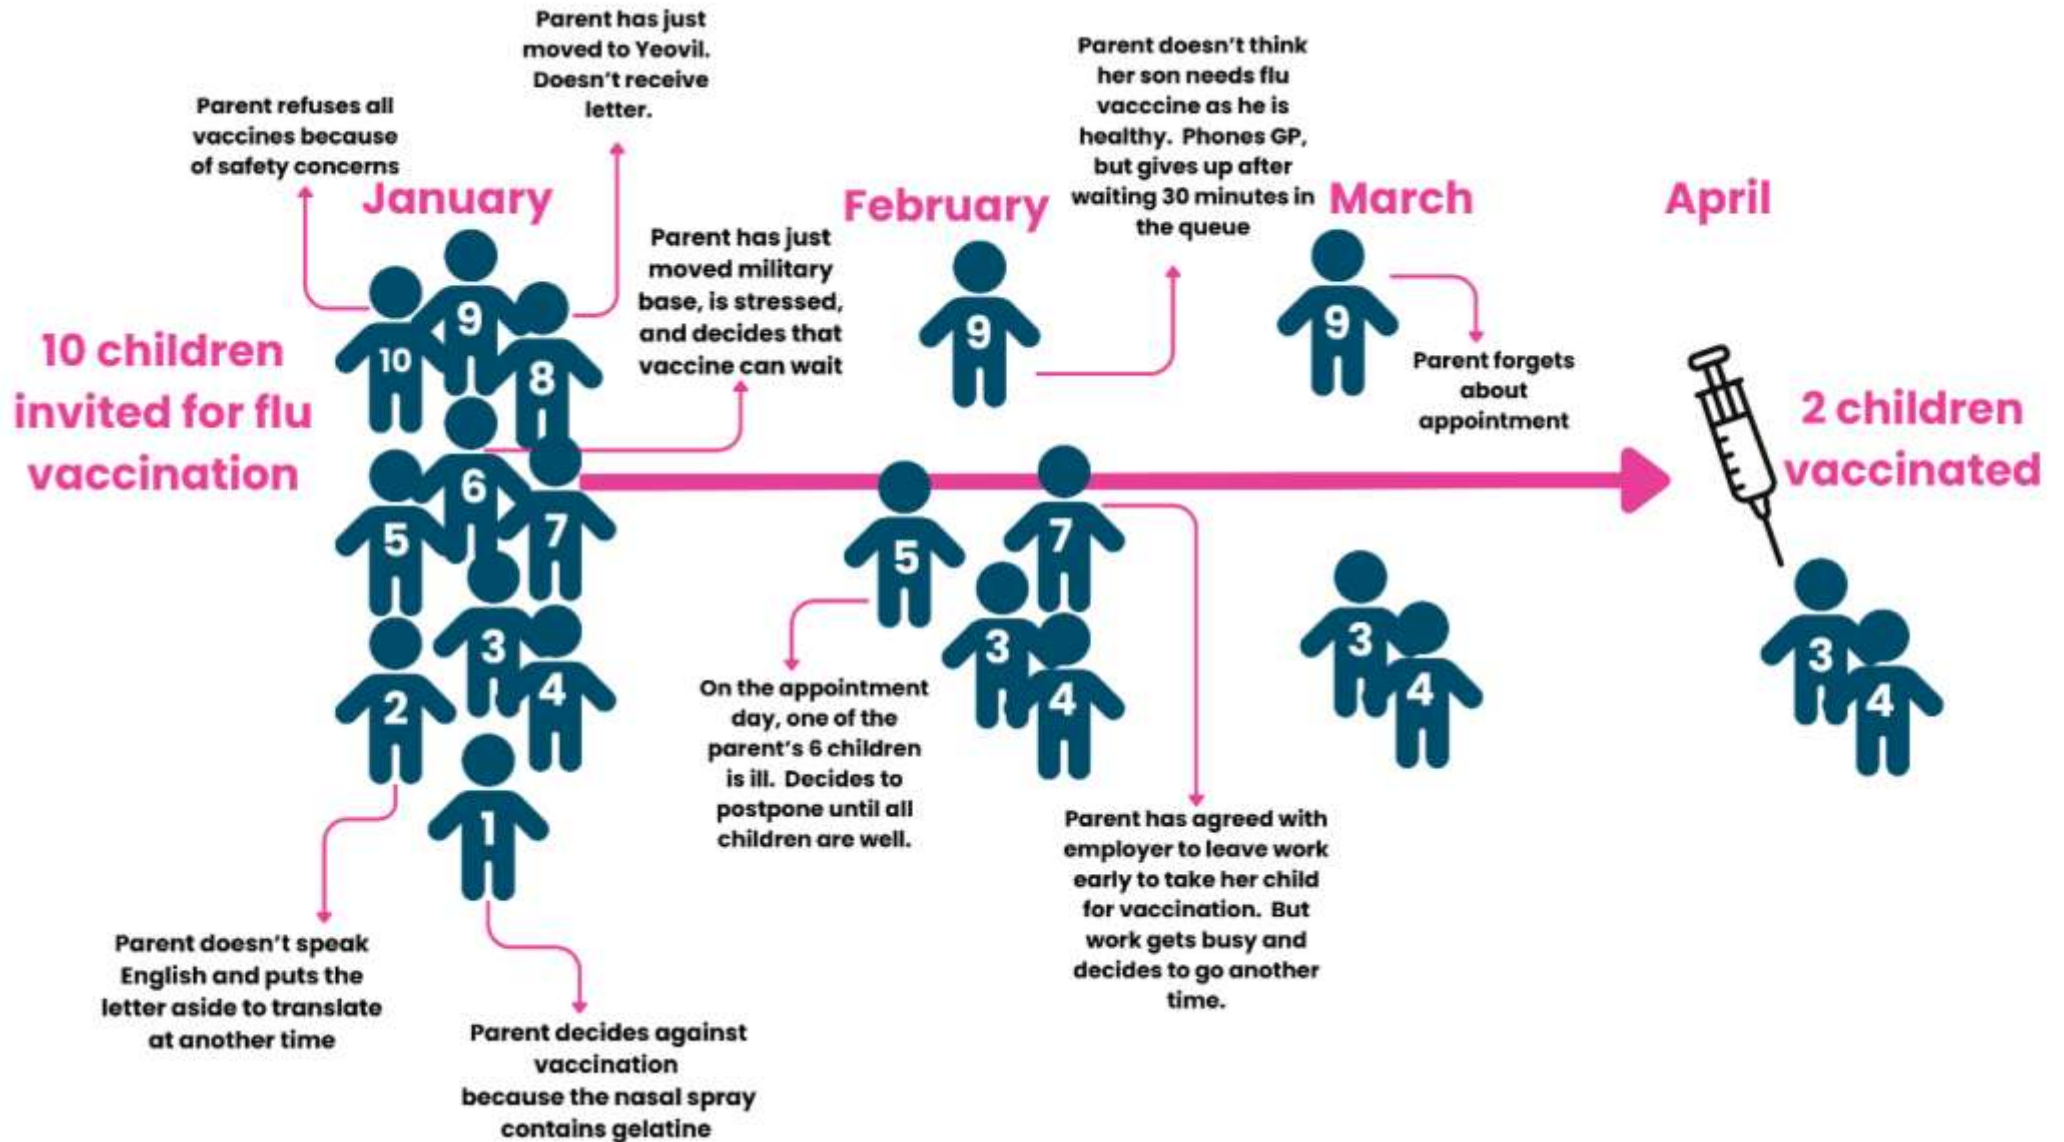 Parent has just
moved to Yeovil.
Doesn't receive
letter.
Parent refuses all
vaccines because
of safety concerns
Parent doesn't think
her son needs flu
vacccine as he is
healthy. Phones GP,
but gives up after
waiting 30 minutes in
the queue
January
February
March
April
Parent has just
moved military
base, is stressed,
and decides that
vaccine can wait
10 children
invited for flu
vaccination
10
9
8
9
9
Parent forgets
about
appointment
2 children
vaccinated
5
6
7
5
7
2
3
4
3
4
3
4
3
4
1
On the appointment
day, one of the
parent's 6 children
is ill. Decides to
postpone until all
children are well.
Parent has agreed with
employer to leave work
early to take her child
for vaccination. But
work gets busy and
decides to go another
time.
Parent doesn't speak
English and puts the
letter aside to translate
at another time
Parent decides against
vaccination
because the nasal spray
contains gelatine